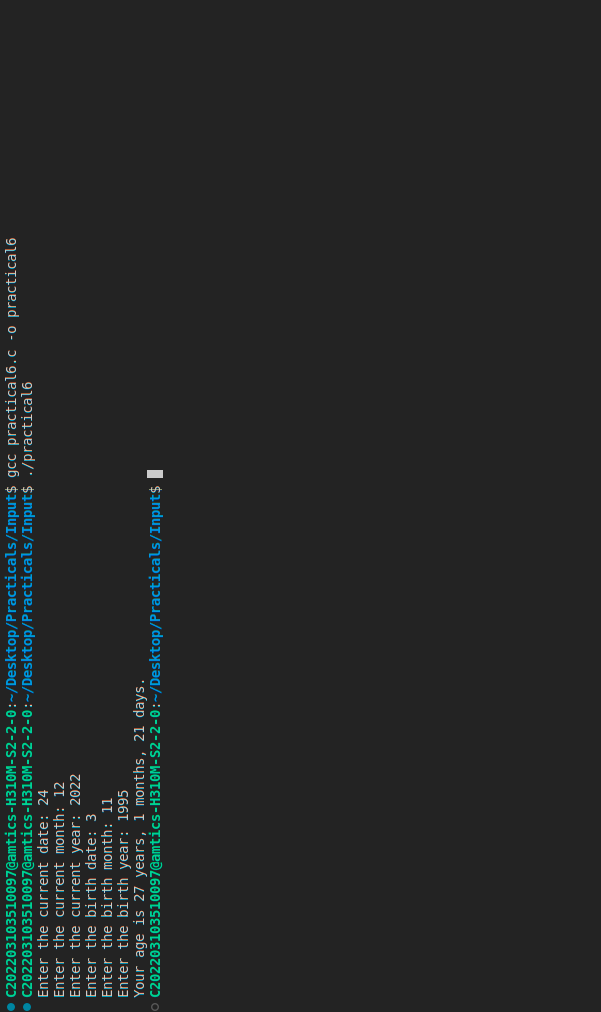 C202203103510097@amtics-H310M-S2-2-0:~/Desktop/Practicals/Input$ gcc practical6.c -o practical6
C202203103510097@amtics-H310M-S2-2-0:~/Desktop/Practicals/Input$ ./practical6
Enter the current date: 24
Enter the current month: 12
Enter the current year: 2022
Enter the birth date: 3
Enter the birth month: 11
Enter the birth year: 1995
Your age is 27 years, 1 months, 21 days.
C202203103510097@amtics-H310M-S2-2-0:~/Desktop/Practicals/Input$